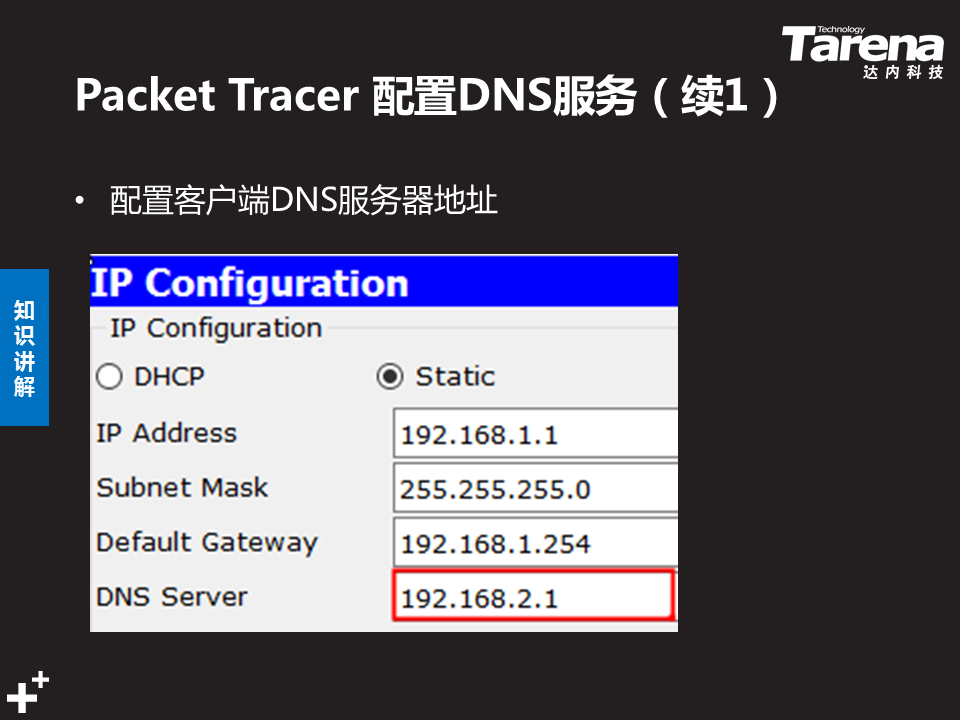 Technology
Tarena
达内科技
Packet Tracer 配置DNS服务（续1）
• 配置客户端DNS服务器地址
知识讲解
IP Configuration
IP Configuration
DHCP Static
IP Address 192.168.1.1
Subnet Mask 255.255.255.0
Default Gateway 192.168.1.254
DNS Server 192.168.2.1